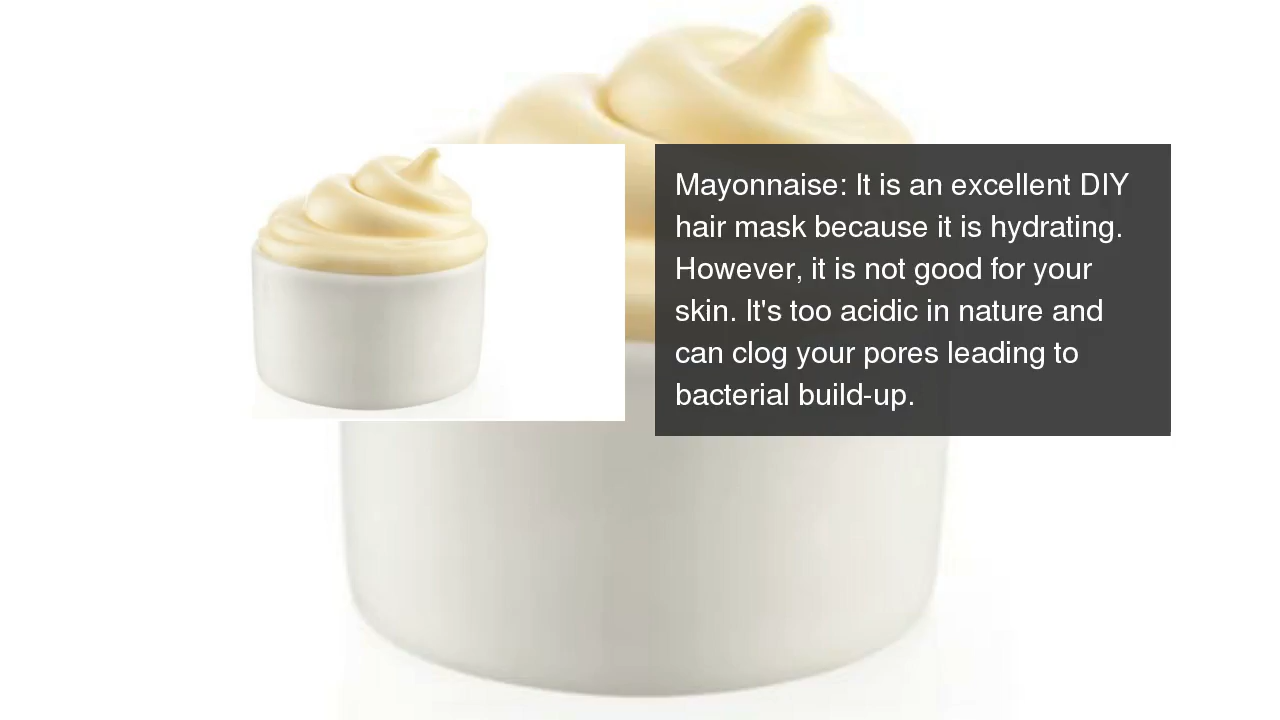 Mayonnaise: It is an excellent DIY
hair mask because it is hydrating.
However, it is not good for your
skin. It's too acidic in nature and
can clog your pores leading to
bacterial build-up.